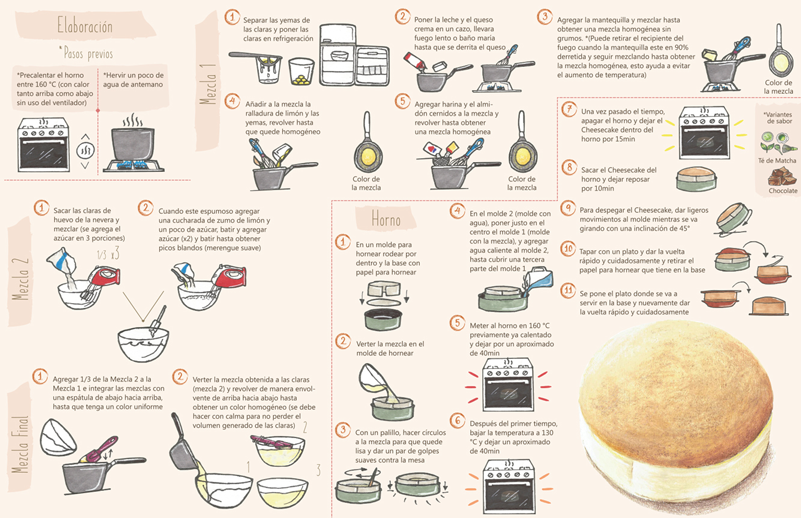 Elaboración
*Pasos previos
*Precalentar el horno
entre 160 °C (con calor
tanto arriba como abajo
sin uso del ventilador)
*Hervir un poco de
agua de antemano
Mezcla 1
1
Separar las yemas de
las claras y poner las
claras en refrigeración
2
Poner la leche y el queso
crema en un cazo, llevara
fuego lento o baño maria
hasta que se derrita el queso
3
Agregar la mantequilla y mezclar hasta
obtener una mezcla homogénea sin
grumos. *(Puede retirar el recipiente del
fuego cuando la mantequilla este en 90%
derretida y seguir mezclando hasta obtener
la mezcla homogénea, esto ayuda a evitar
el aumento de temperatura)
Color de
la mezcla
4
Añadir a la mezcla la
ralladura de limón y las
yemas, revolver hasta
que quede homogéneo
Color de
la mezcla
5
Agregar harina y el almi-
dón cernidos a la mezcla y
revolver hasta obtener
una mezcla homogénea
Color de
la mezcla
Mezcla 2
1
Sacar las claras de
huevo de la nevera y
mezclar (se agrega el
azúcar en 3 porciones)
1/3 x3
2
Cuando este espumoso agregar
una cucharada de zumo de limón y
un poco de azúcar, batir y agregar
azúcar (x2) y batir hasta obtener
picos blandos (merengue suave)
Mezcla Final
1
Agregar 1/3 de la Mezcla 2 a la
Mezcla 1 e integrar las mezclas con
una espátula de abajo hacia arriba,
hasta que tenga un color uniforme
2
Verter la mezcla obtenida a las claras
(mezcla 2) y revolver de manera envol-
vente de arriba hacia abajo hasta
obtener un color homogéneo (se debe
hacer con calma para no perder el
volumen generado de las claras)
1
2
3
Horno
1
En un molde para
hornear rodear por
dentro y la base con
papel para hornear
2
Verter la mezcla en el
molde de hornear
3
Con un palillo, hacer circulos
a la mezcla para que quede
lisa y dar un par de golpes
suaves contra la mesa
4
En el molde 2 (molde con
agua), poner justo en el
centro el molde 1 (molde
con la mezcla), y agregar
agua caliente al molde 2,
hasta cubrir una tercera
parte del molde 1
5
Meter al horno en 160 °C
previamente ya calentado
y dejar por un aproximado
de 40min
6
Después del primer tiempo,
bajar la temperatura a 130
°C y dejar un aproximado
de 40min
7
Una vez pasado el tiempo,
apagar el horno y dejar el
Cheesecake dentro del
horno por 15min
8
Sacar el Cheesecake del
horno y dejar reposar
por 10min
9
Para despegar el Cheesecake, dar ligeros
movimientos al molde mientras se va
girando con una inclinación de 45°
10
Tapar con un plato y dar la vuelta
rápido y cuidadosamente y retirar el
papel para hornear que tiene en la base
11
Se pone el plato donde se va a
servir en la base y nuevamente dar
la vuelta rápido y cuidadosamente
*Variantes
de sabor
Té de Matcha
Chocolate